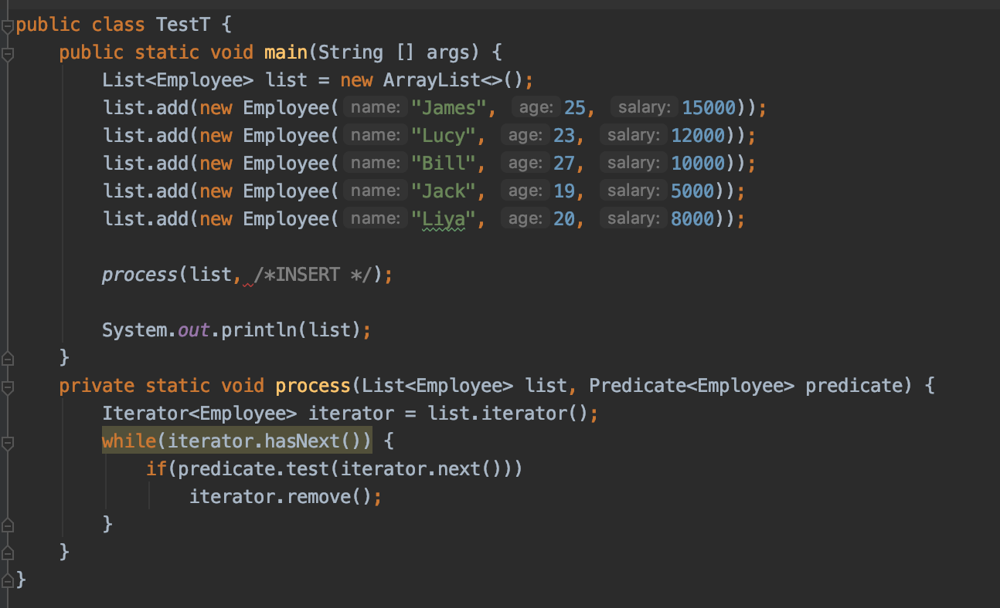 public class TestT {
public static void main(String [] args) {
List<Employee> list = new ArrayList<>();
list.add(new Employee( name: "James", age: 25, salary: 15000));
list.add(new Employee( name: "Lucy", age: 23, salary: 12000));
list.add(new Employee( name: "Bill", age: 27, salary: 10000));
list.add(new Employee( name: "Jack", age: 19, salary: 5000));
list.add(new Employee( name: "Liya", age: 20, salary: 8000));
process(list, /*INSERT */);
System.out.println(list);
}
private static void process(List<Employee> list, Predicate<Employee> predicate) {
Iterator<Employee> iterator = list.iterator();
while(iterator.hasNext()) {
if(predicate.test(iterator.next()))
iterator.remove();
}
}
}